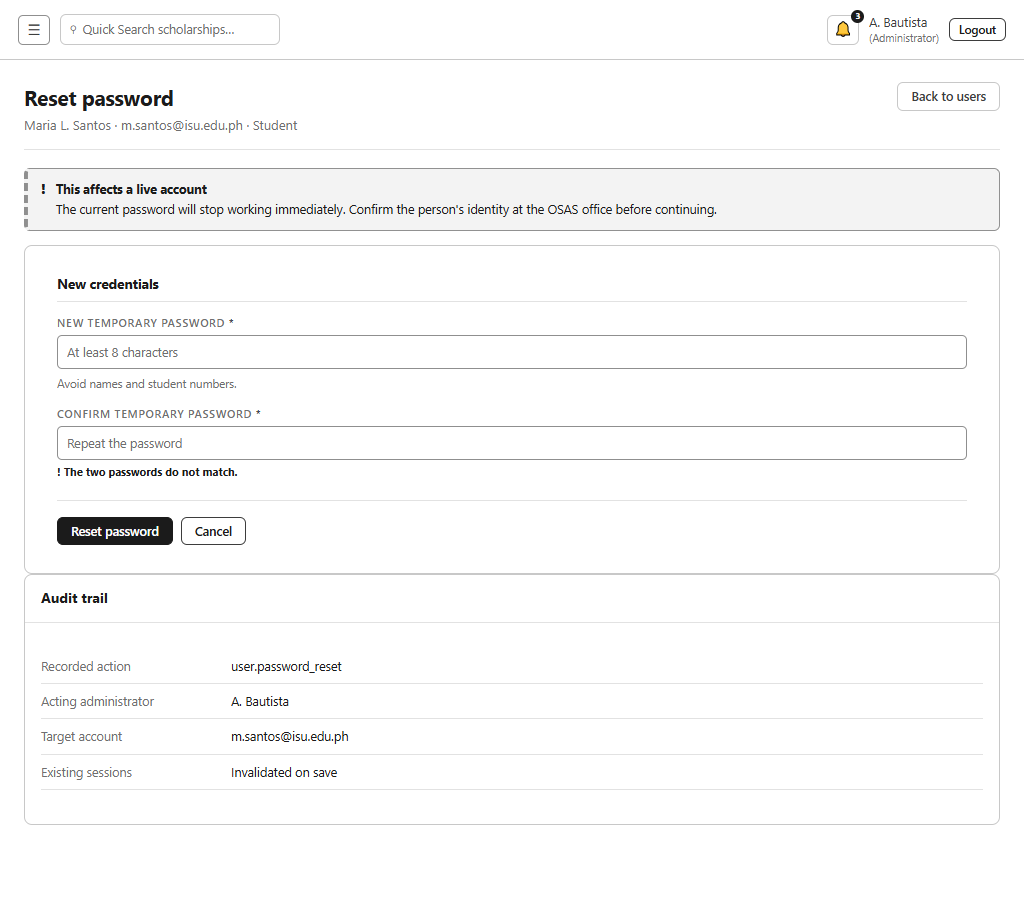 ☰
Quick Search scholarships...
3
A. Bautista
(Administrator)
Logout
Reset password
Back to users
Maria L. Santos · m.santos@isu.edu.ph · Student
! This affects a live account
The current password will stop working immediately. Confirm the person's identity at the OSAS office before continuing.
New credentials
NEW TEMPORARY PASSWORD *
At least 8 characters
Avoid names and student numbers.
CONFIRM TEMPORARY PASSWORD *
Repeat the password
! The two passwords do not match.
Reset password Cancel
Audit trail
Recorded action user.password_reset
Acting administrator A. Bautista
Target account m.santos@isu.edu.ph
Existing sessions Invalidated on save